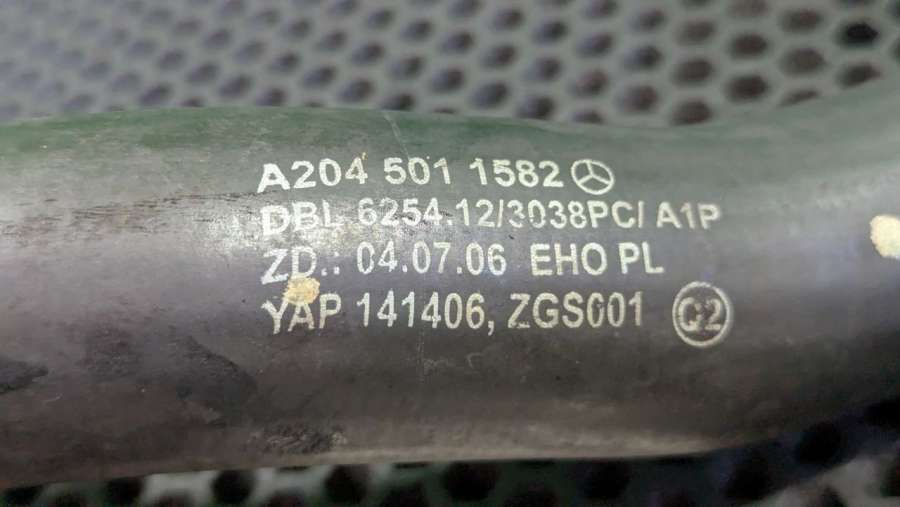 A204 501 1582
DBL 6254 12/3038PC/ A1P
ZD.: 04.07.06 EHO PL
YAP 141406, ZGS001 Q2